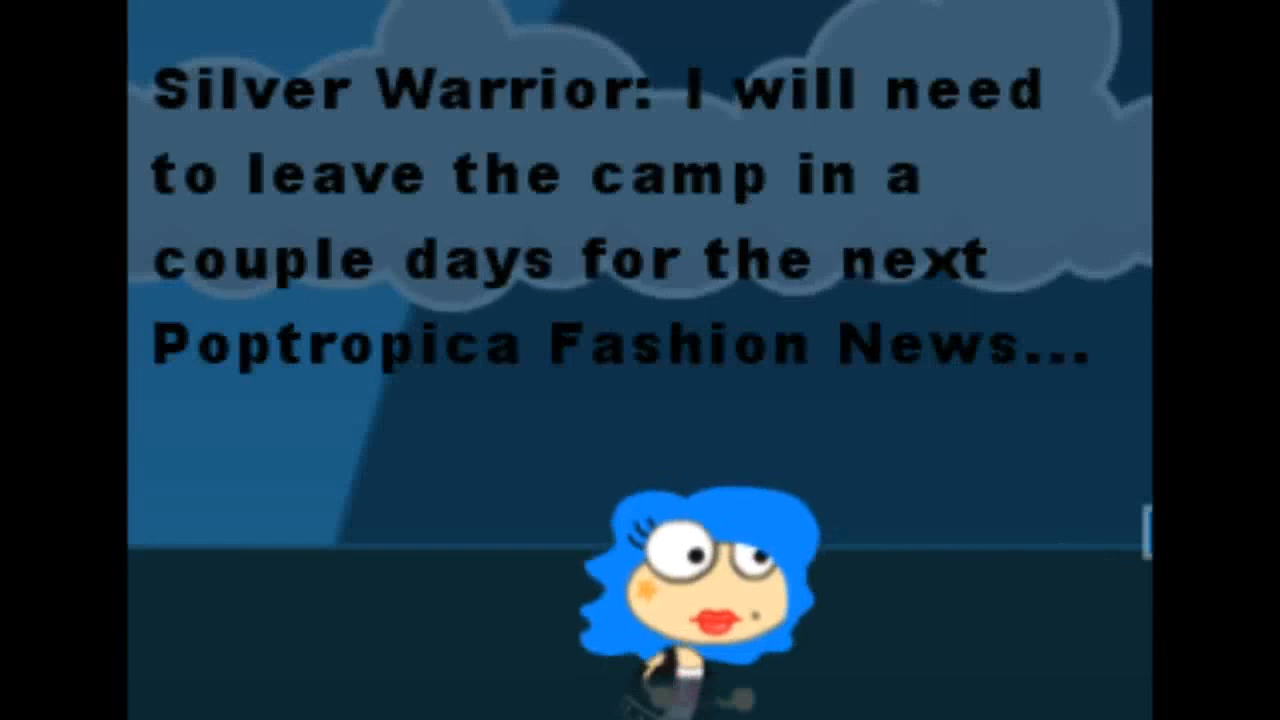 Silver Warrior: I will need
to leave the camp in a
couple days for the next
Poptropica Fashion News...